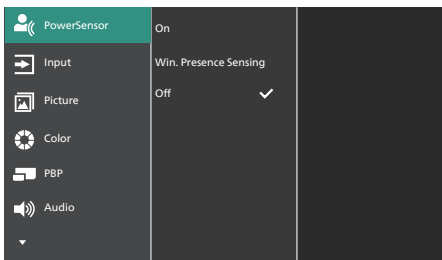 PowerSensor
Input
Picture
Color
PBP
Audio
On
Win. Presence Sensing
Off